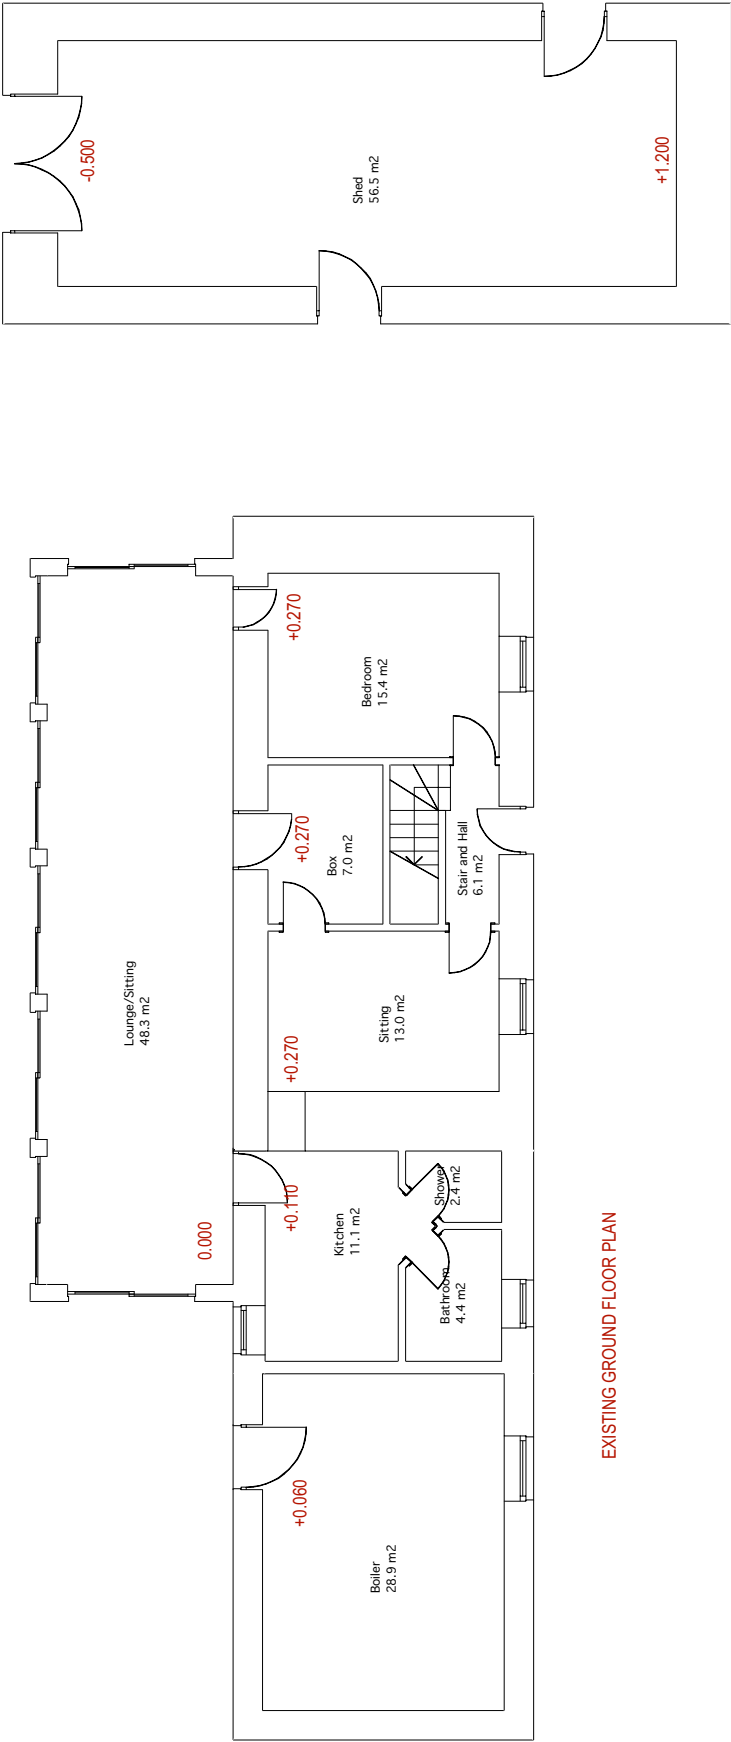 -0.500
Shed
56.5 m2
+1.200
+0.270
Bedroom
15.4 m2
+0.270
Box
7.0 m2
Stair and Hall
6.1 m2
Lounge/Sitting
48.3 m2
Sitting
13.0 m2
+0.270
0.000
+0.110
Kitchen
11.1 m2
Shower
2.4 m2
Bathroom
4.4 m2
+0.060
Boiler
28.9 m2
EXISTING GROUND FLOOR PLAN